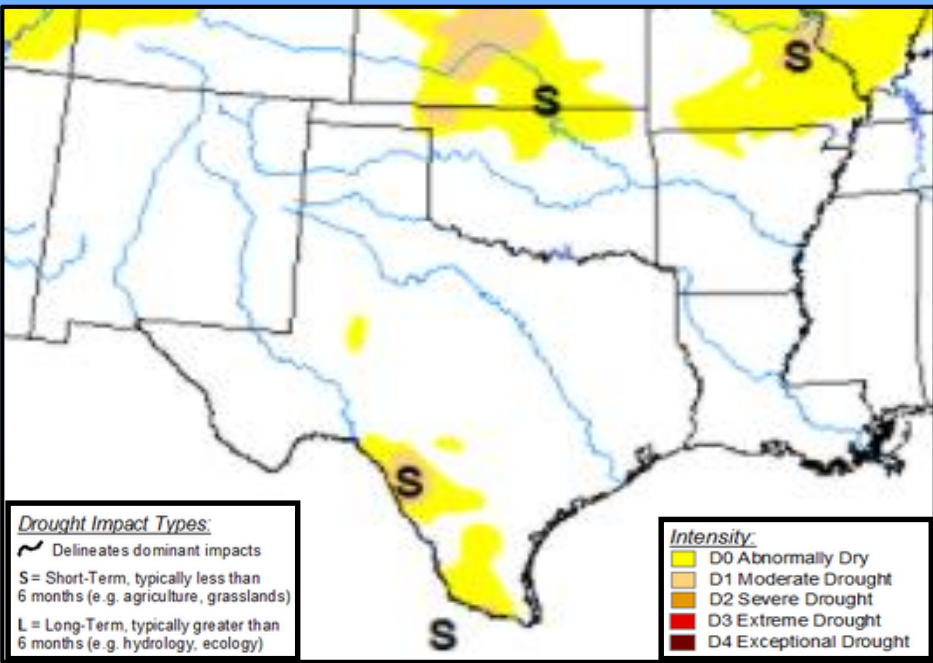 S
S
S
S
Drought Impact Types:
Delineates dominant impacts
S = Short-Term, typically less than
6 months (e.g. agriculture, grasslands)
L = Long-Term, typically greater than
6 months (e.g. hydrology, ecology)
Intensity:
D0 Abnormally Dry
D1 Moderate Drought
D2 Severe Drought
D3 Extreme Drought
D4 Exceptional Drought